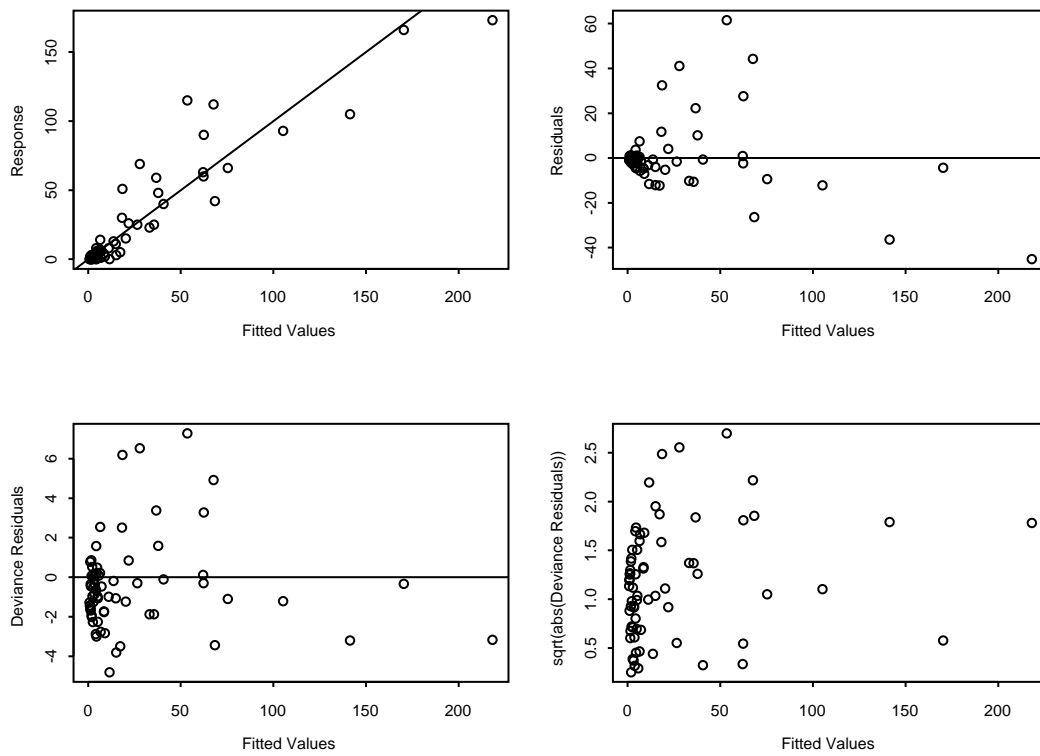 Response
150
100
50
0
0 50 100 150 200
Fitted Values
Residuals
60
40
20
0
-20
-40
0 50 100 150 200
Fitted Values
Deviance Residuals
6
4
2
0
-2
-4
0 50 100 150 200
Fitted Values
sqrt(abs(Deviance Residuals))
2.5
2.0
1.5
1.0
0.5
0 50 100 150 200
Fitted Values